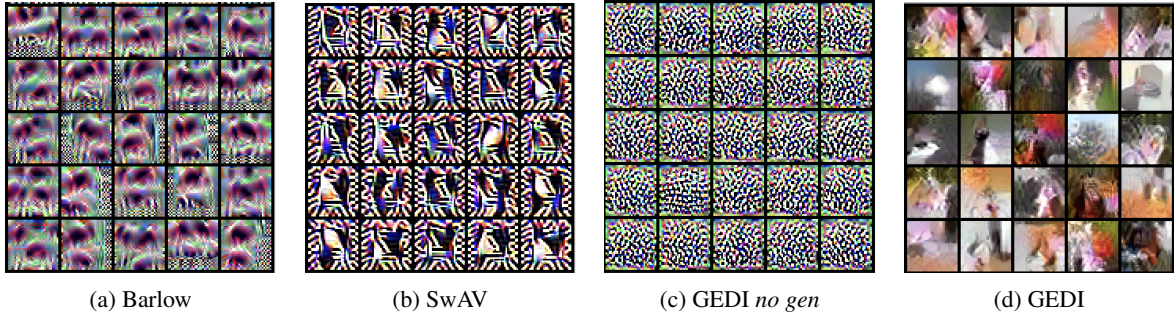 (a) Barlow
(b) SwAV
(c) GEDI no gen
(d) GEDI